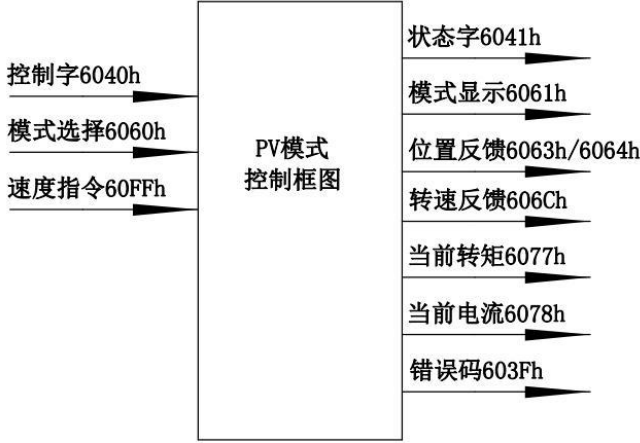 控制字6040h
模式选择6060h
速度指令60FFh
PV模式
控制框图
状态字6041h
模式显示6061h
位置反馈6063h/6064h
转速反馈606Ch
当前转矩6077h
当前电流6078h
错误码603Fh